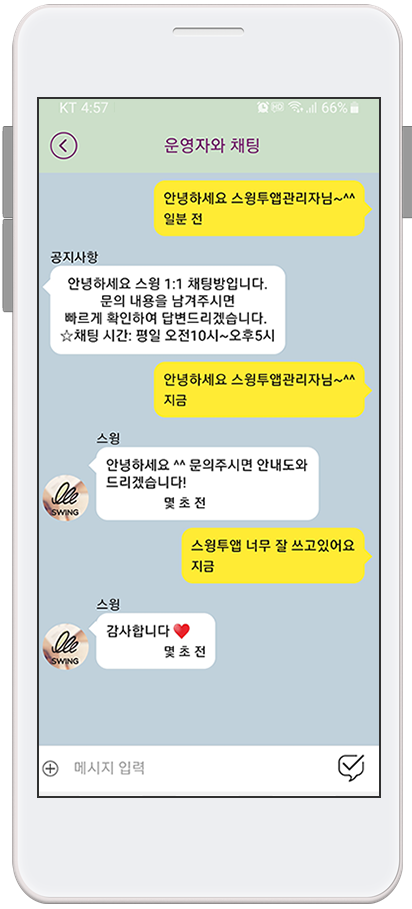 KT 4:57
66%
운영자와 채팅
안녕하세요 스윙투앱관리자님~^^
일분 전
공지사항
안녕하세요 스윙 1:1 채팅방입니다.
문의 내용을 남겨주시면
빠르게 확인하여 답변드리겠습니다.
☆채팅 시간: 평일 오전10시~오후5시
안녕하세요 스윙투앱관리자님~^^
지금
스윙
안녕하세요 ^^ 문의주시면 안내도와
드리겠습니다!
몇 초 전
SWING
스윙투앱 너무 잘 쓰고있어요
지금
스윙
감사합니다 ❤️
몇 초 전
SWING
메시지 입력